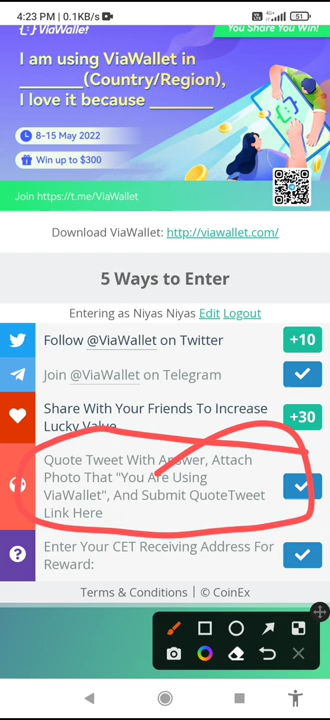 4:23 PM | 0.1KB/s
51
ViaWallet
You Share You Win!
I am using ViaWallet in
______(Country/Region),
I love it because ______
8-15 May 2022
Win up to $300
Join https://t.me/ViaWallet
Download ViaWallet: http://viawallet.com/
5 Ways to Enter
Entering as Niyas Niyas Edit Logout
Follow @ViaWallet on Twitter
+10
Join @ViaWallet on Telegram
Share With Your Friends To Increase
Lucky Value
+30
Quote Tweet With Answer, Attach
Photo That "You Are Using
ViaWallet", And Submit QuoteTweet
Link Here
Enter Your CET Receiving Address For
Reward:
Terms & Conditions | © CoinEx